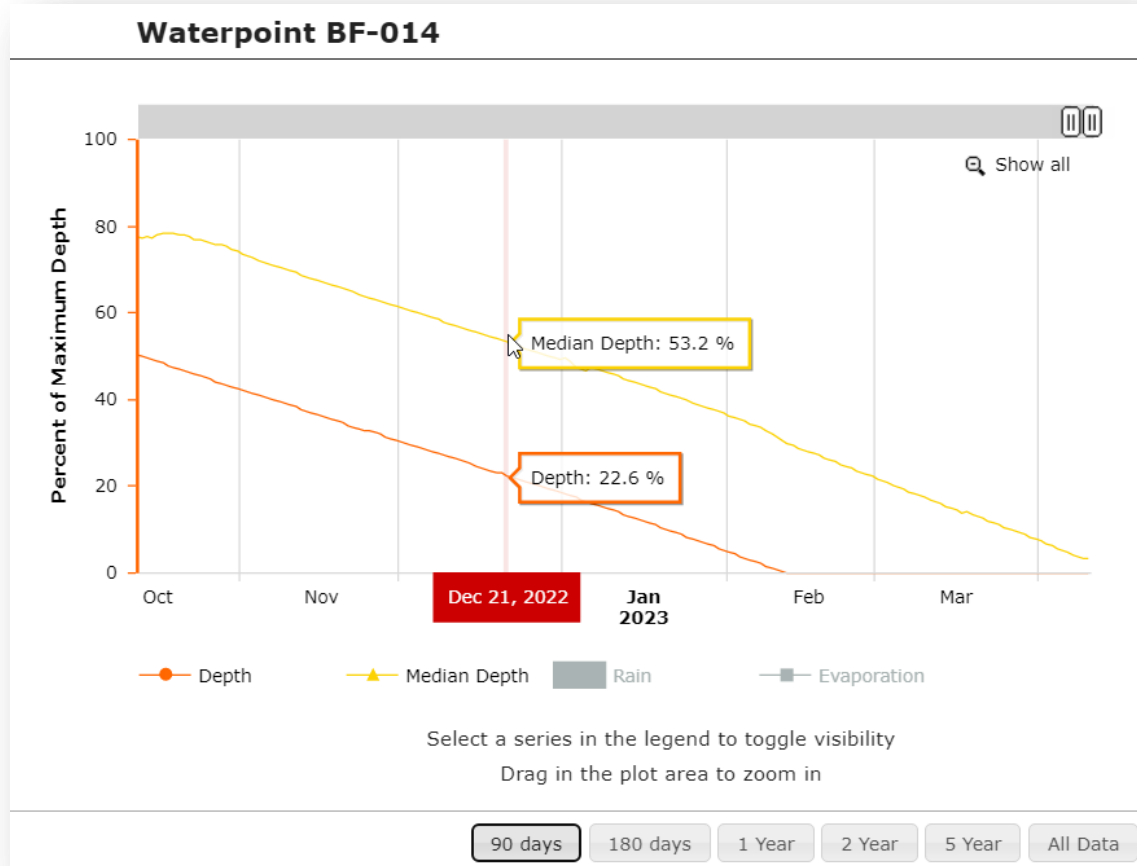 Waterpoint BF-014
Show all
Percent of Maximum Depth
100
80
60
40
20
0
Median Depth: 53.2 %
Depth: 22.6 %
Oct
Nov
Dec 21, 2022
Jan
2023
Feb
Mar
Depth
Median Depth
Rain
Evaporation
Select a series in the legend to toggle visibility
Drag in the plot area to zoom in
90 days
180 days
1 Year
2 Year
5 Year
All Data